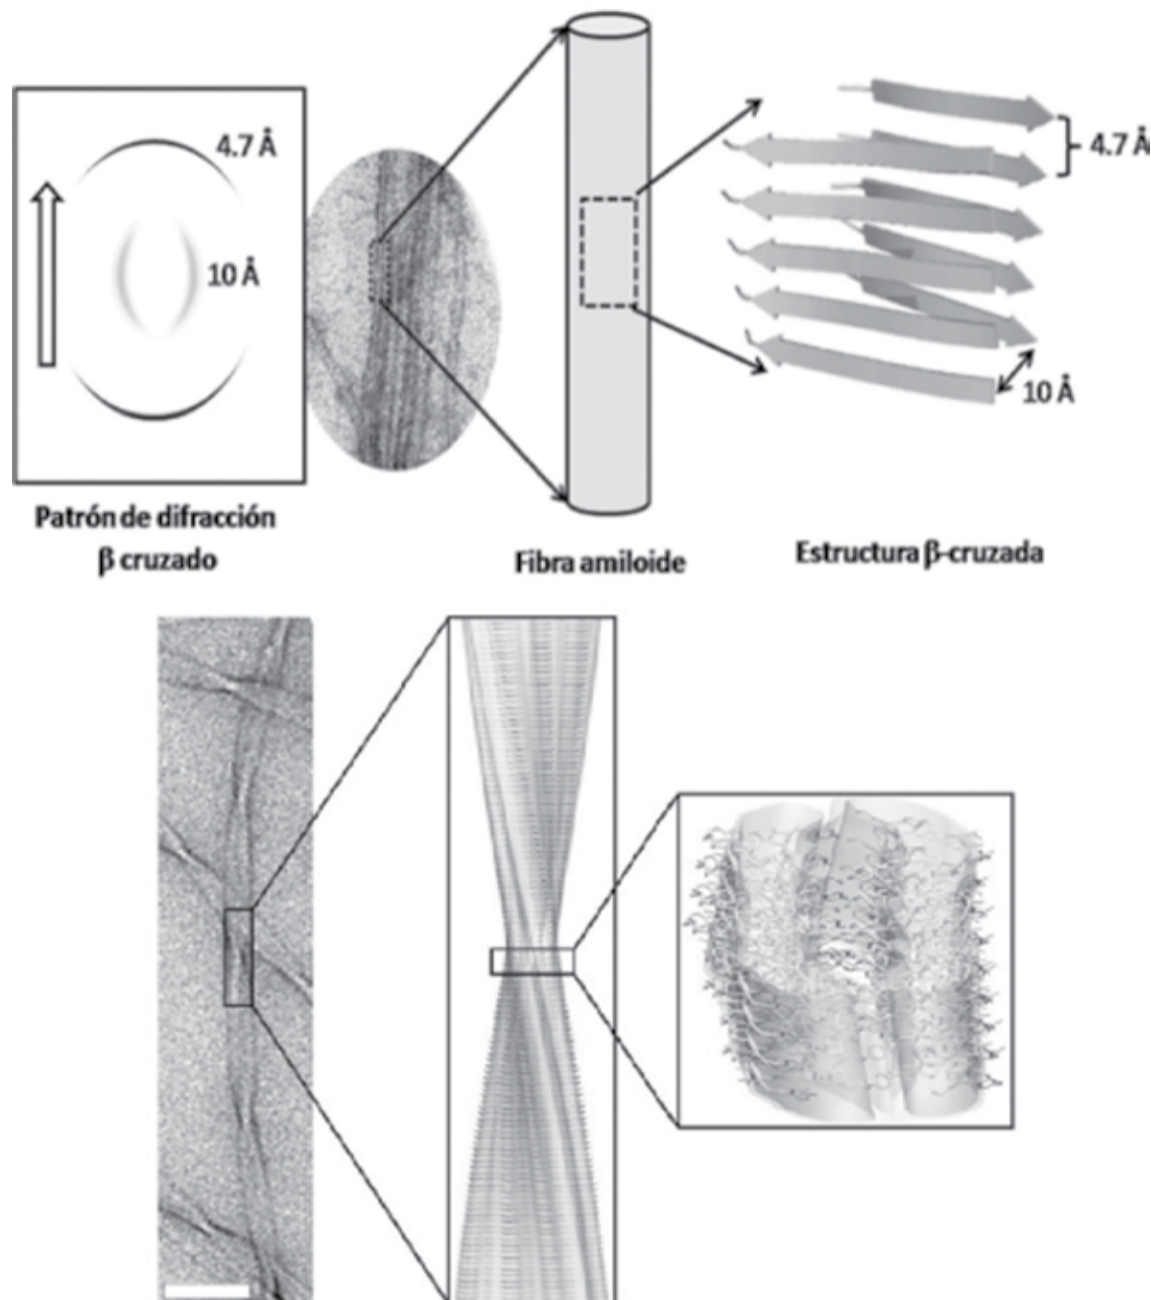 4.7 Å
10 Å
4.7 Å
10 Å
Patrón de difracción
β cruzado
Fibra amiloide
Estructura β-cruzada